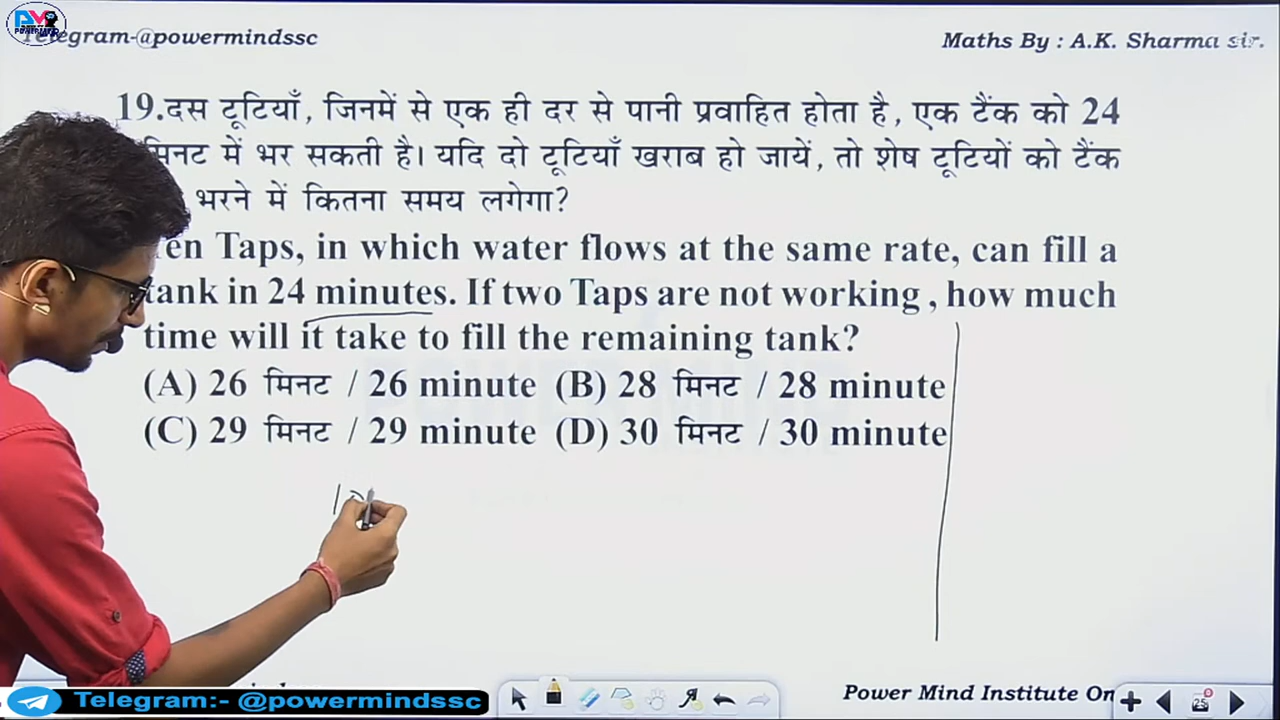 Telegram-@powermindssc
Maths By : A.K. Sharma sir.
19.दस टूटियाँ, जिनमें से एक ही दर से पानी प्रवाहित होता है, एक टैंक को 24
मिनट में भर सकती है। यदि दो टूटियाँ खराब हो जायें, तो शेष टूटियों को टैंक
भरने में कितना समय लगेगा?
Ten Taps, in which water flows at the same rate, can fill a
tank in 24 minutes. If two Taps are not working , how much
time will it take to fill the remaining tank?
(A) 26 मिनट / 26 minute (B) 28 मिनट / 28 minute
(C) 29 मिनट / 29 minute (D) 30 मिनट / 30 minute
Power Mind Institute On
25
Telegram:- @powermindssc